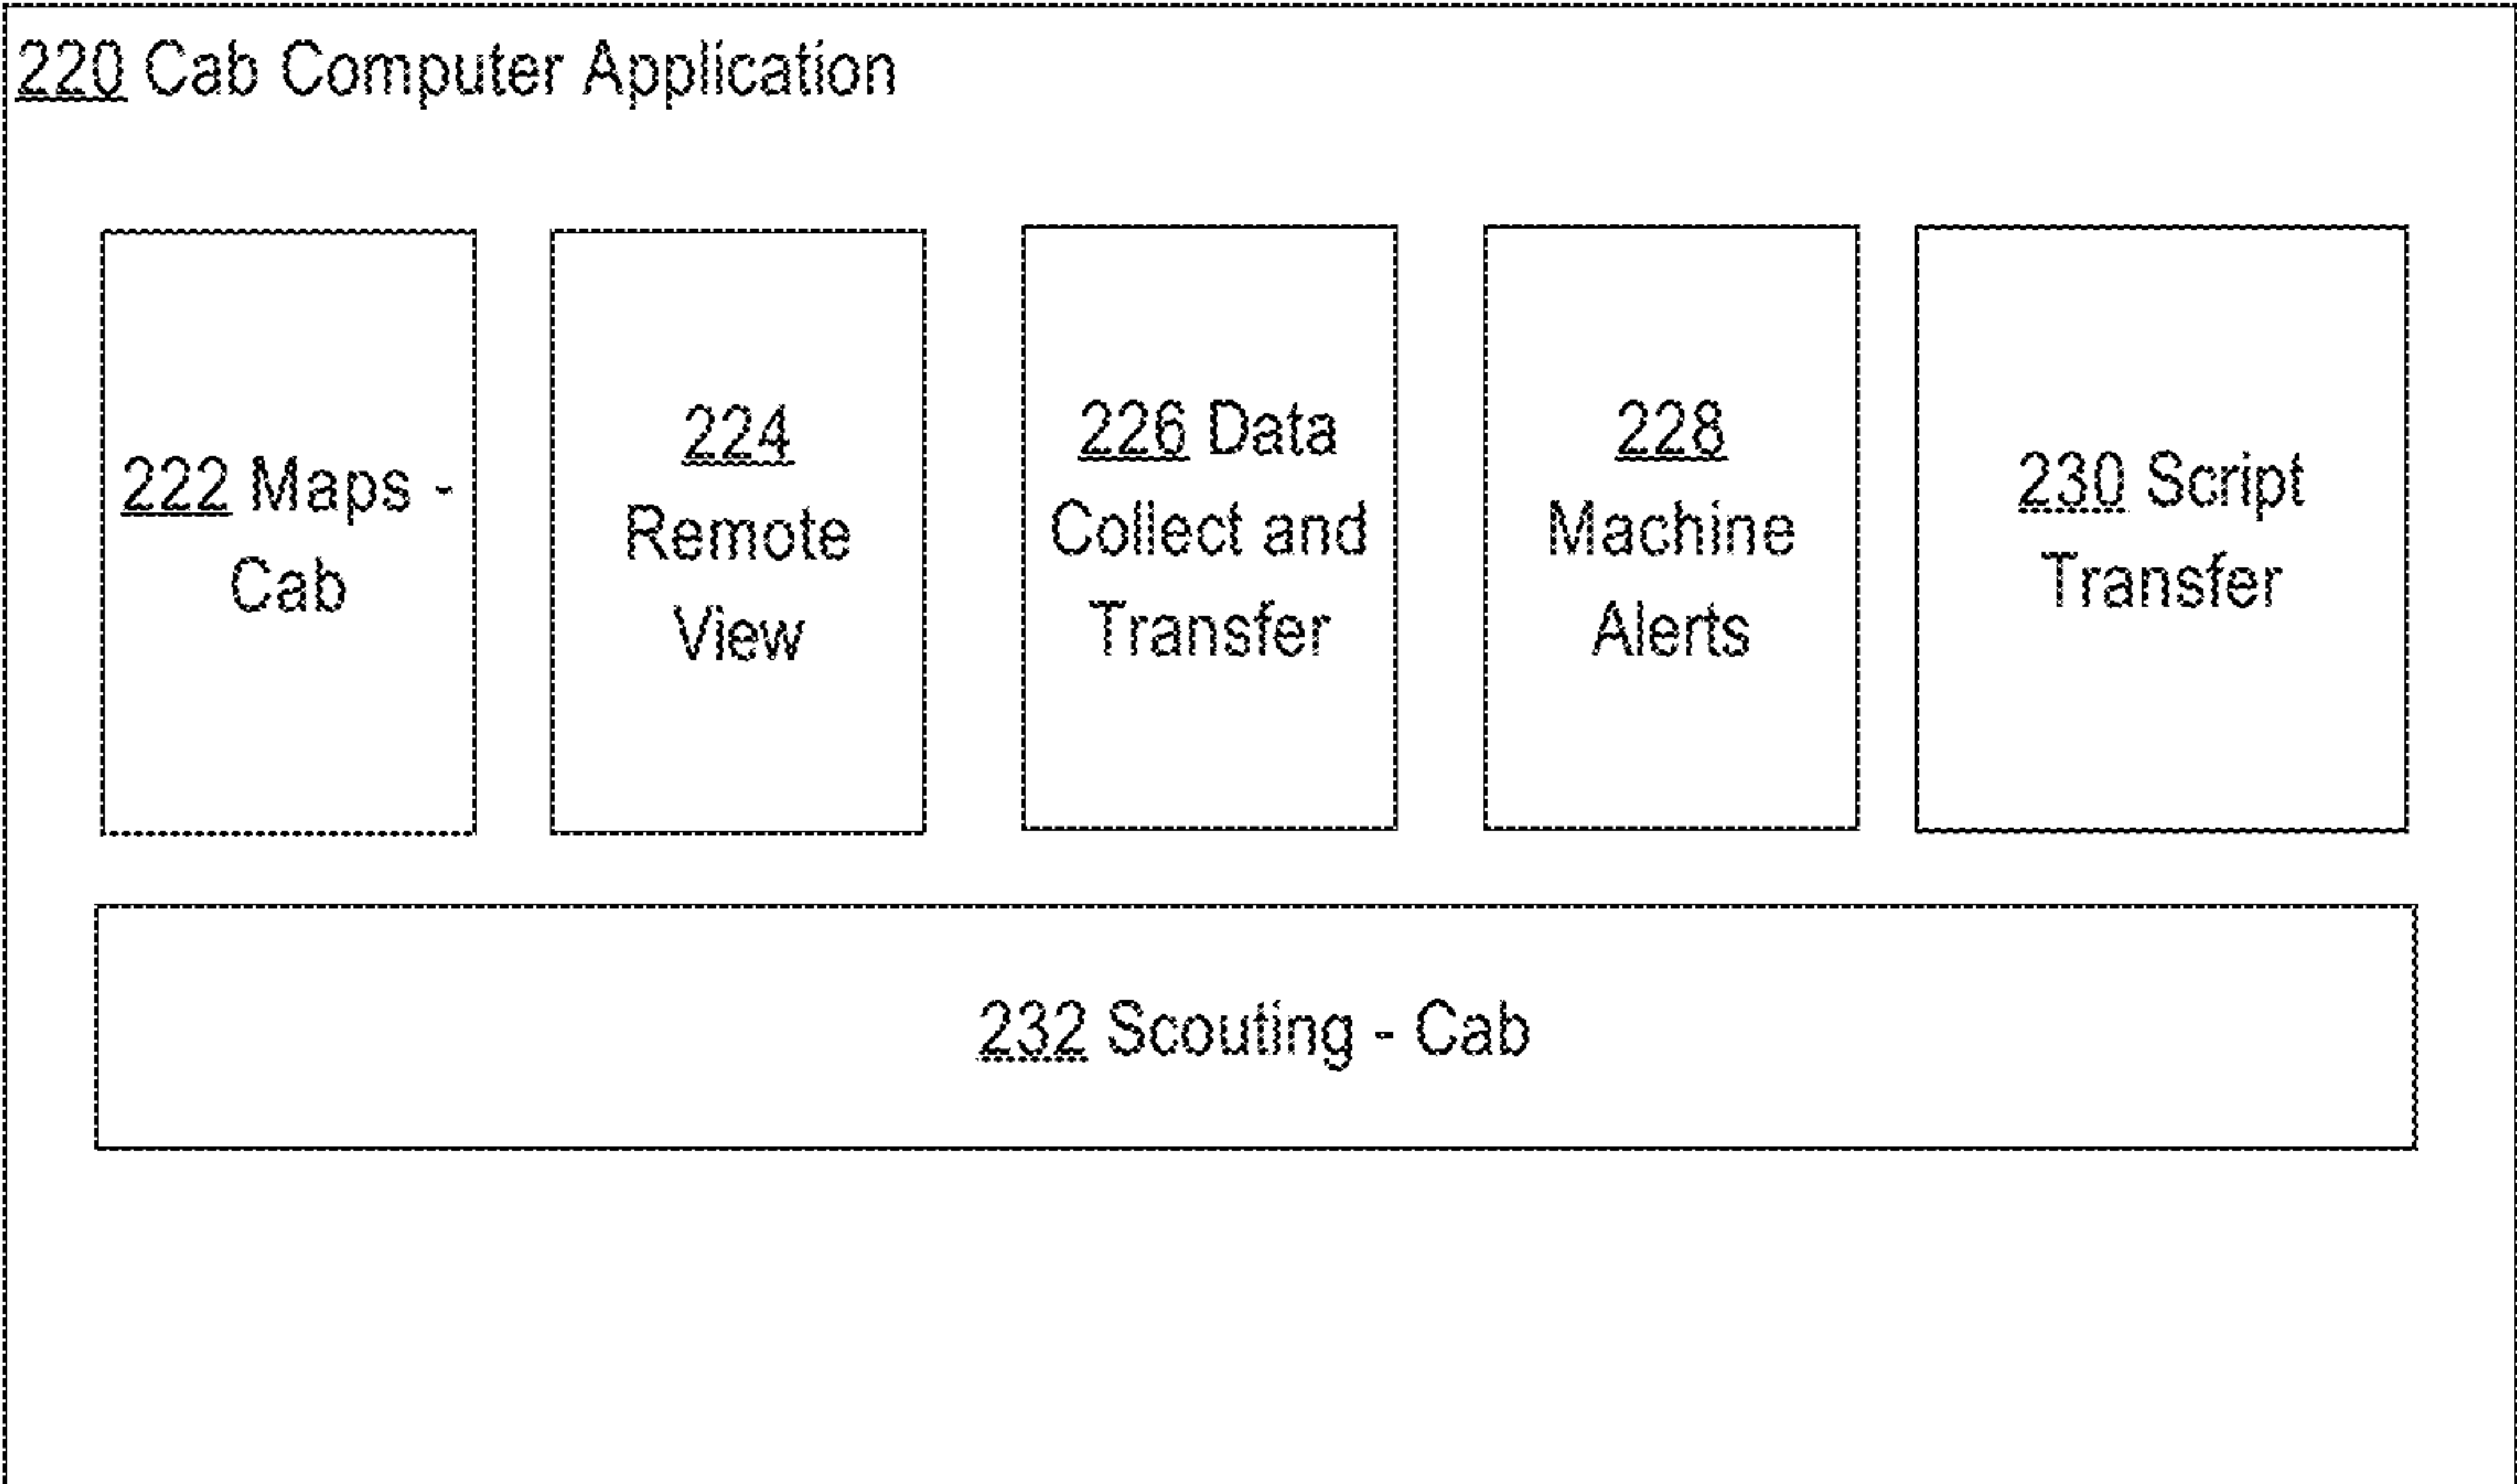 220 Cab Computer Application
222 Maps -
Cab
224
Remote
View
226 Data
Collect and
Transfer
228
Machine
Alerts
230 Script
Transfer
232 Scouting - Cab